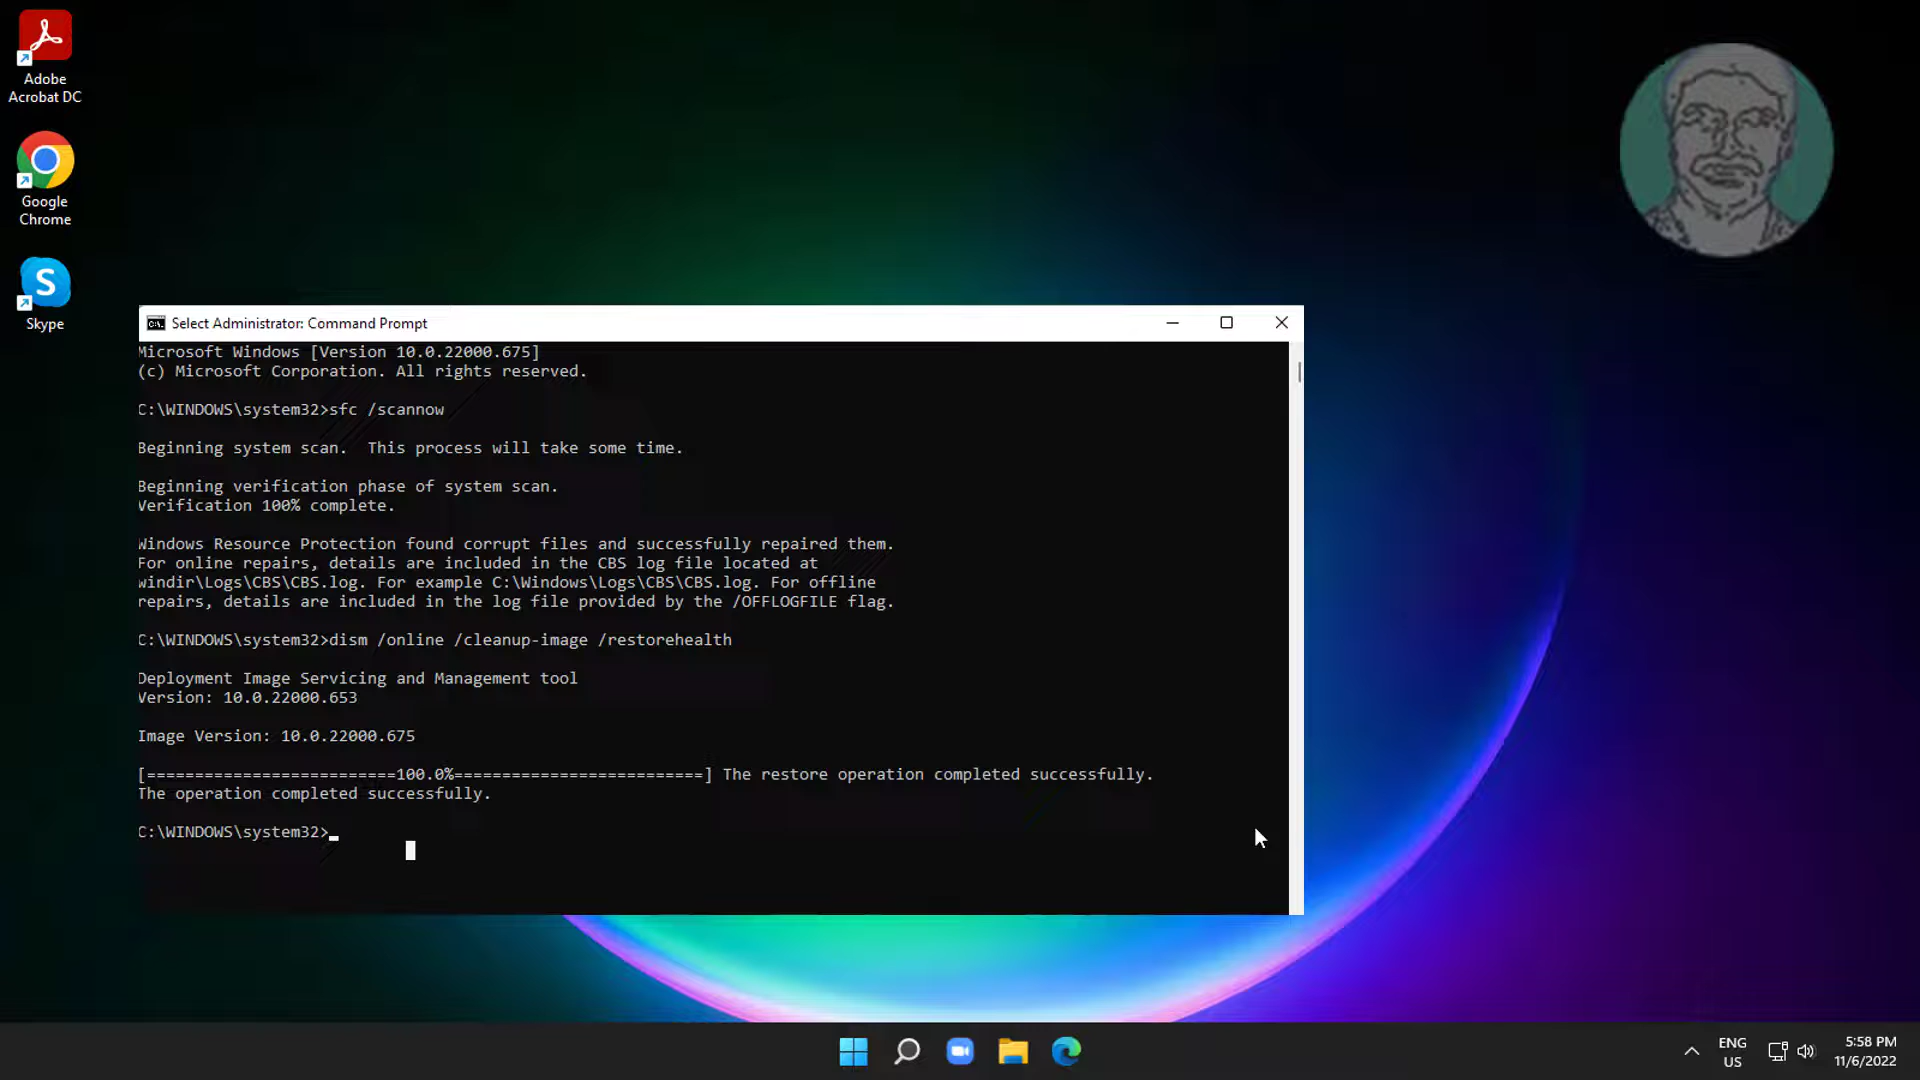 Adobe
Acrobat DC
Google
Chrome
S
Skype
C:\. Select Administrator: Command Prompt
Microsoft Windows [Version 10.0.22000.675]
(c) Microsoft Corporation. All rights reserved.
C:\WINDOWS\system32>sfc /scannow
Beginning system scan.  This process will take some time.
Beginning verification phase of system scan.
Verification 100% complete.
Windows Resource Protection found corrupt files and successfully repaired them.
For online repairs, details are included in the CBS log file located at
windir\Logs\CBS\CBS.log. For example C:\Windows\Logs\CBS\CBS.log. For offline
repairs, details are included in the log file provided by the /OFFLOGFILE flag.
C:\WINDOWS\system32>dism /online /cleanup-image /restorehealth
Deployment Image Servicing and Management tool
Version: 10.0.22000.653
Image Version: 10.0.22000.675
[==========================100.0%==========================] The restore operation completed successfully.
The operation completed successfully.
C:\WINDOWS\system32>
ENG
US
5:58 PM
11/6/2022